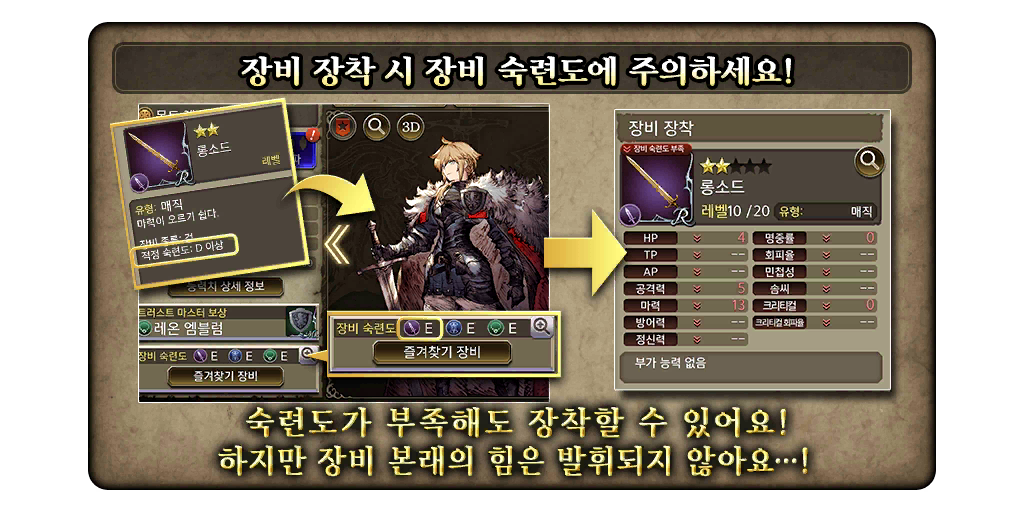 장비 장착 시 장비 숙련도에 주의하세요!
롱소드
레벨
R
유형: 매직
마력이 오르기 쉽다.
적정 숙련도: D 이상
능력치 상세 정보
트러스트 마스터 보상
레온 엠블럼
장비 숙련도 E E E
즐겨찾기 장비
3D
장비 숙련도 E E E
즐겨찾기 장비
장비 장착
장비 숙련도 부족
R
롱소드
레벨10 /20 유형: 매직
HP 4 명중률 0
TP -- 회피율 --
AP -- 민첩성 --
공격력 5 솜씨 --
마력 13 크리티컬 0
방어력 -- 크리티컬 회피율 --
정신력 --
부가 능력 없음
숙련도가 부족해도 장착할 수 있어요!
하지만 장비 본래의 힘은 발휘되지 않아요…!